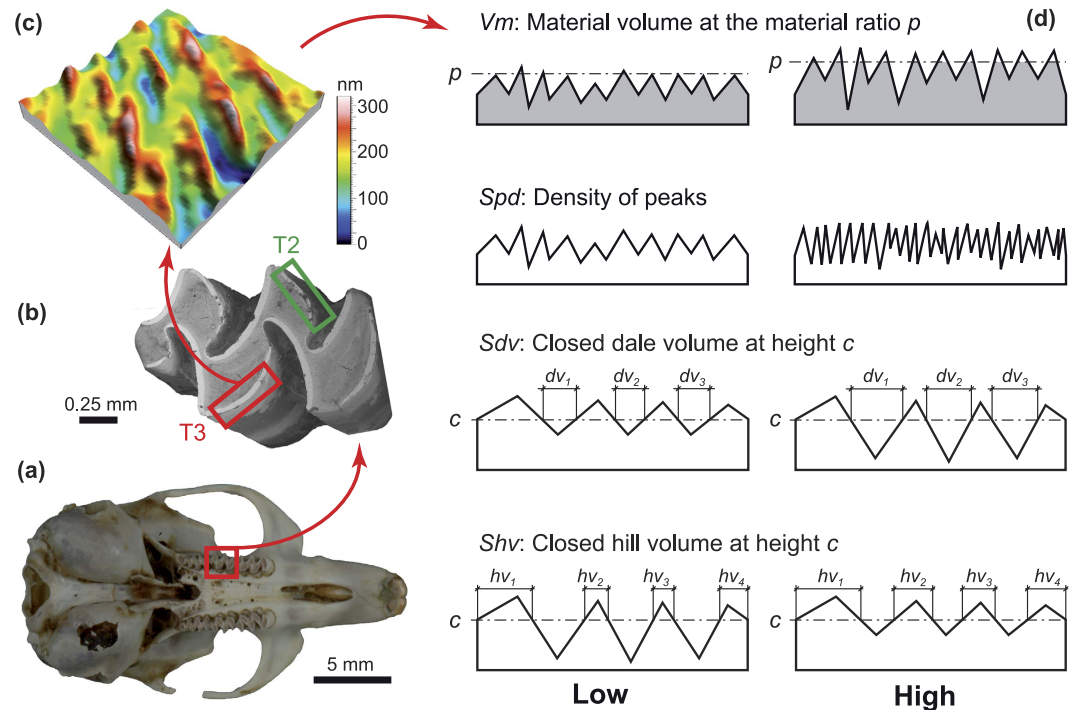 (c)
nm
300
200
100
0
T2
(b)
0.25 mm
T3
(a)
5 mm
Vm: Material volume at the material ratio p
(d)
p
p
Spd: Density of peaks
Sdv: Closed dale volume at height c
dv1 dv2 dv3
dv1 dv2 dv3
c
c
Shv: Closed hill volume at height c
hv1 hv2 hv3 hv4
hv1 hv2 hv3 hv4
c
c
Low
High